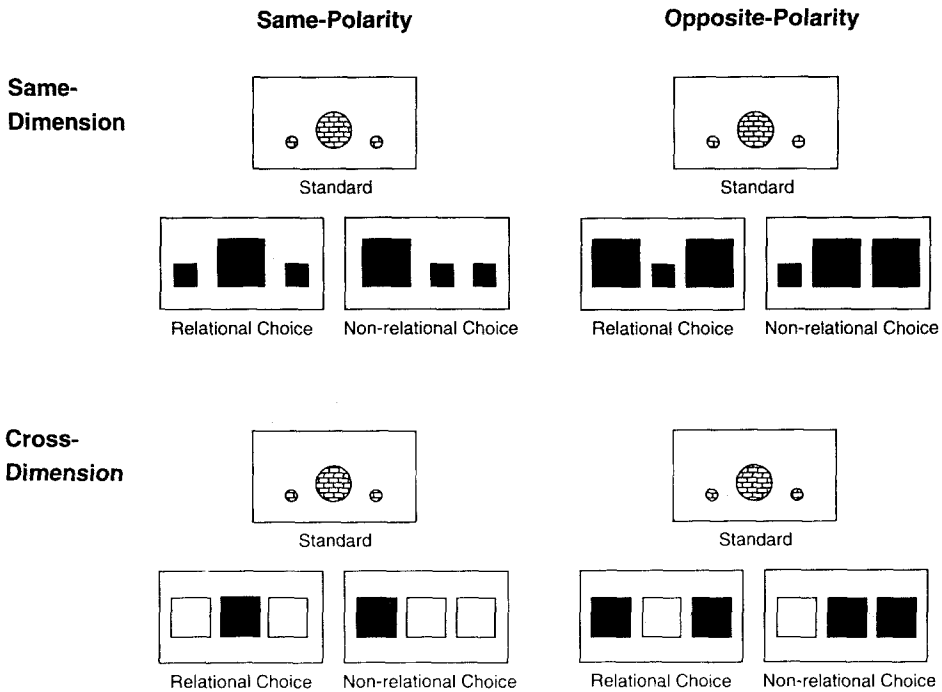 Same-Polarity
Opposite-Polarity
Same-
Dimension
Standard
Standard
Relational Choice
Non-relational Choice
Relational Choice
Non-relational Choice
Cross-
Dimension
Standard
Standard
Relational Choice
Non-relational Choice
Relational Choice
Non-relational Choice